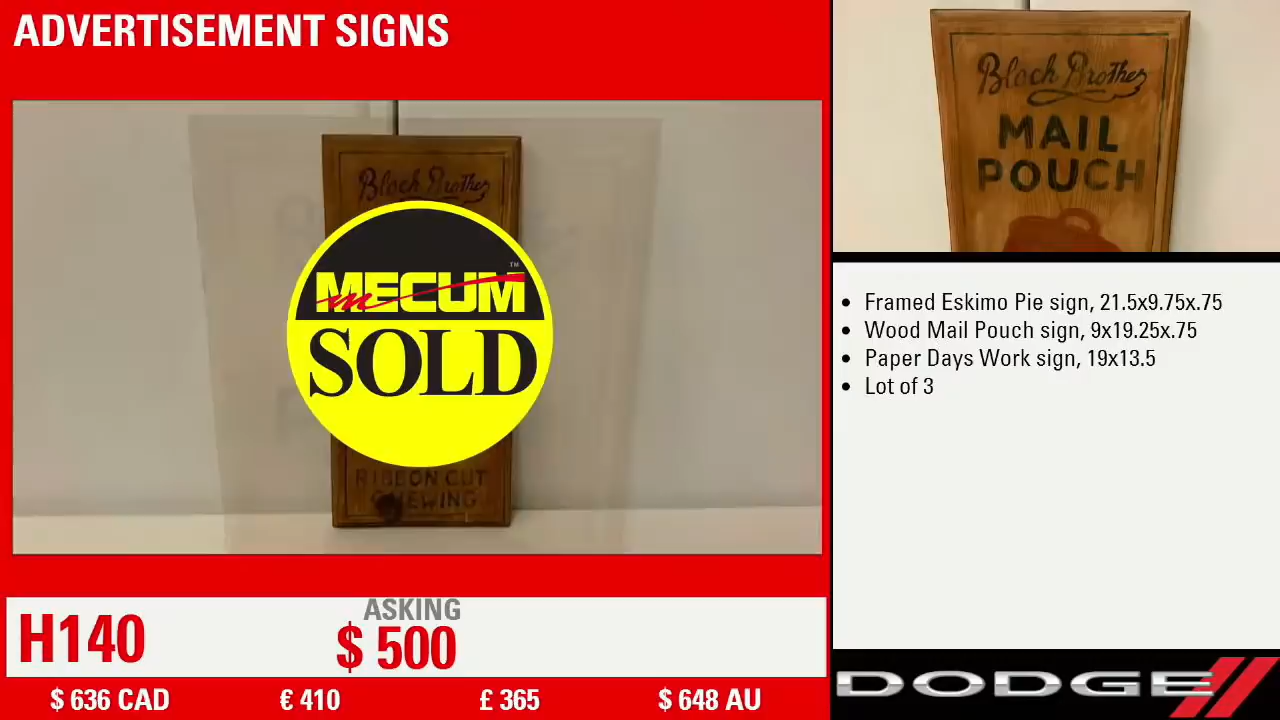 ADVERTISEMENT SIGNS
Bloch Brothers
MAIL
POUCH
Bloch Brothers
MECUM™
SOLD
RIBBON CUT
CHEWING
• Framed Eskimo Pie sign, 21.5x9.75x.75
• Wood Mail Pouch sign, 9x19.25x.75
• Paper Days Work sign, 19x13.5
• Lot of 3
H140
ASKING
$ 500
$ 636 CAD € 410 £ 365 $ 648 AU
DODGE